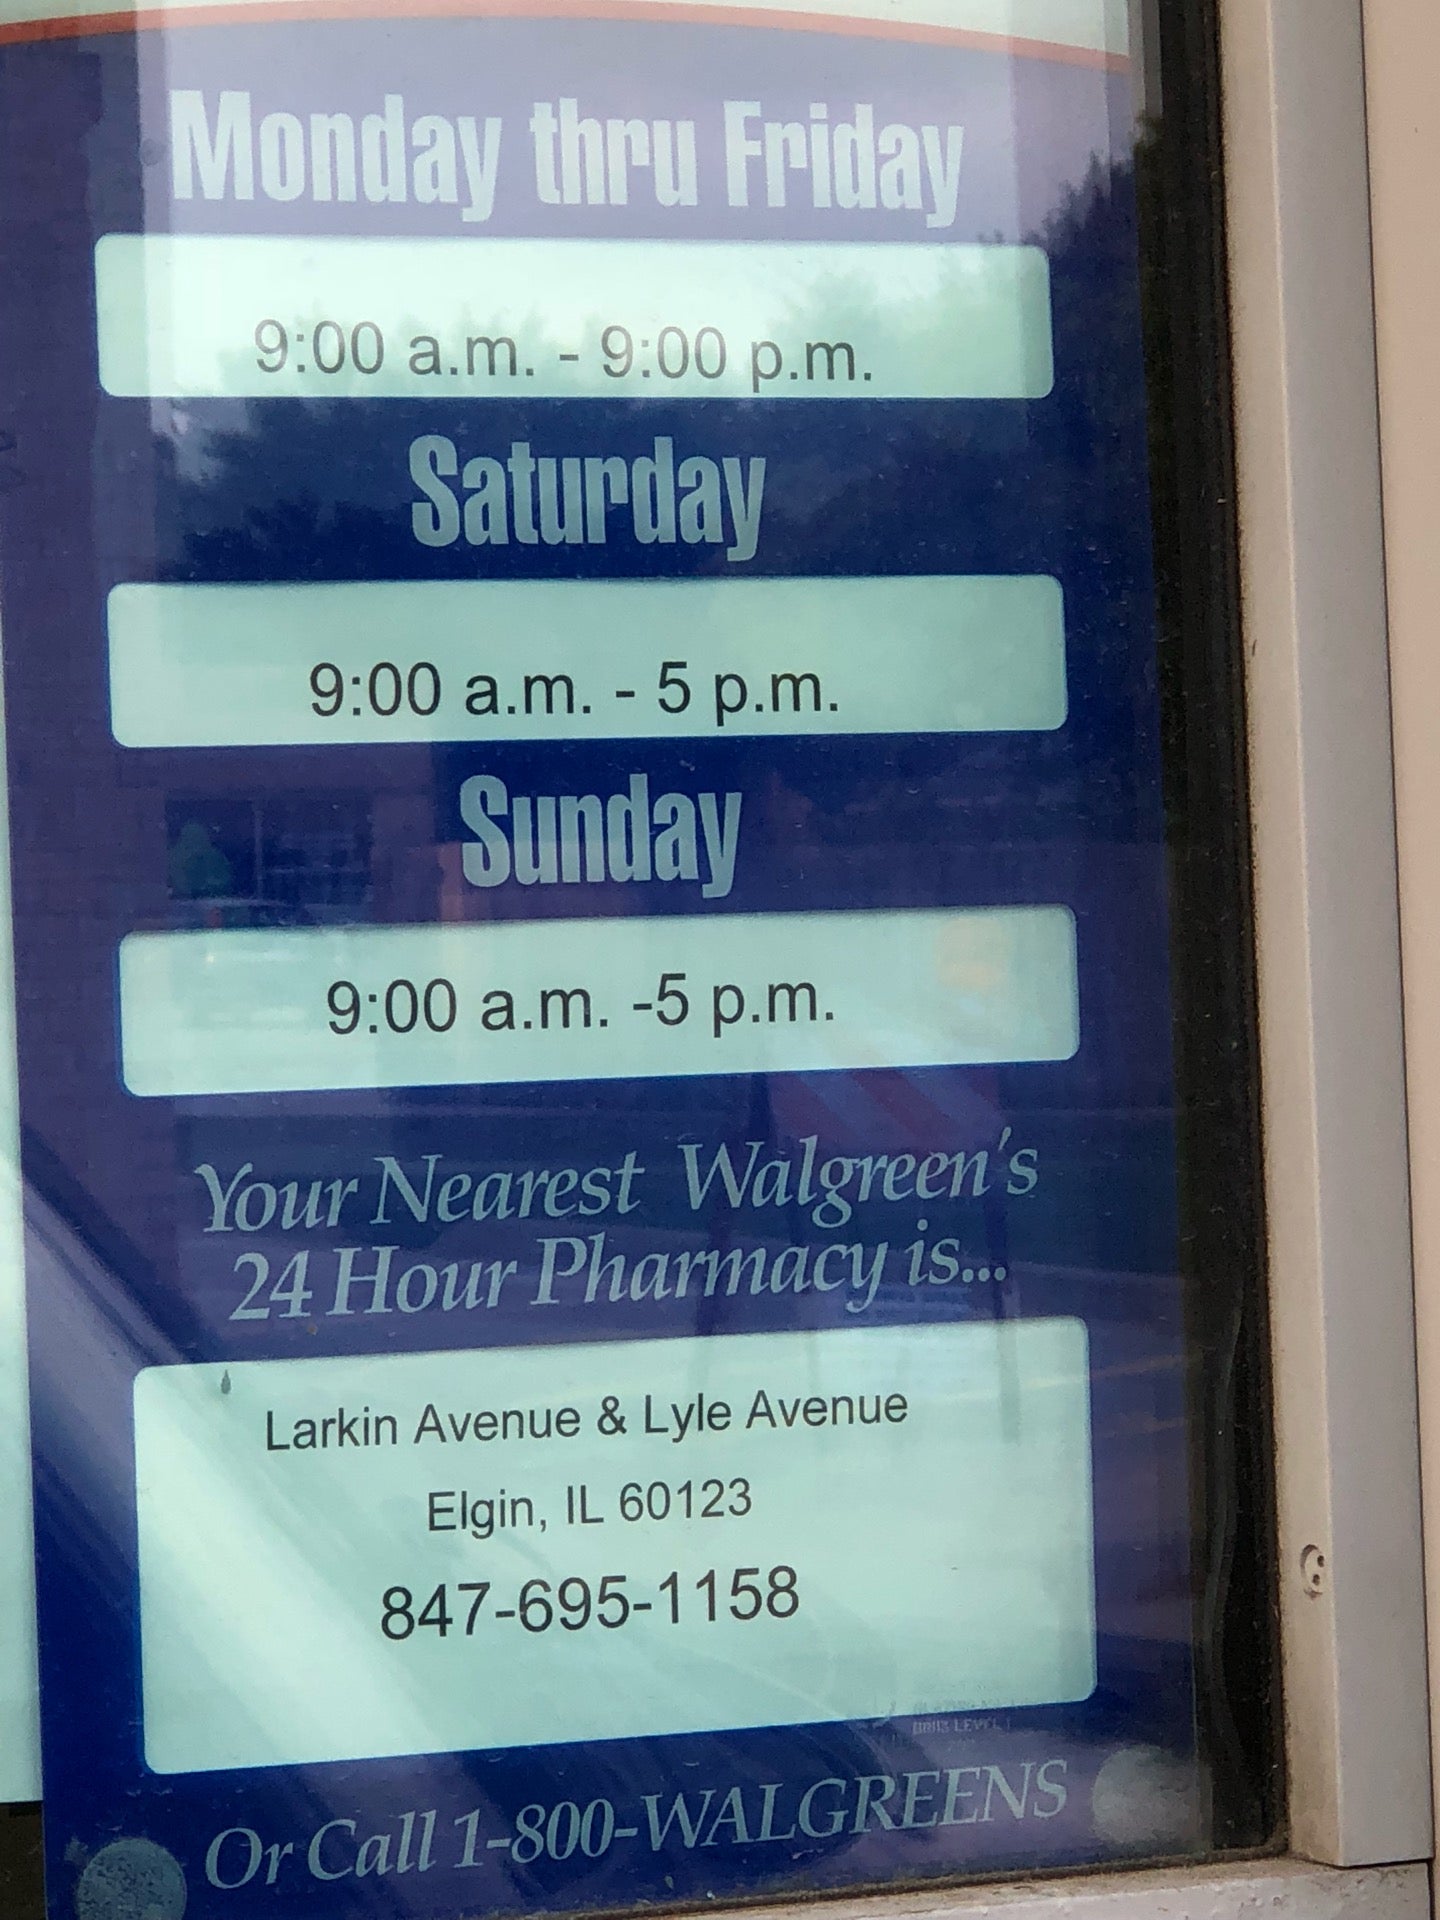 Monday thru Friday
9:00 a.m. - 9:00 p.m.
Saturday
9:00 a.m. - 5 p.m.
Sunday
9:00 a.m. -5 p.m.
Your Nearest Walgreen's
24 Hour Pharmacy is...
Larkin Avenue & Lyle Avenue
Elgin, IL 60123
847-695-1158
Or Call 1-800-WALGREENS